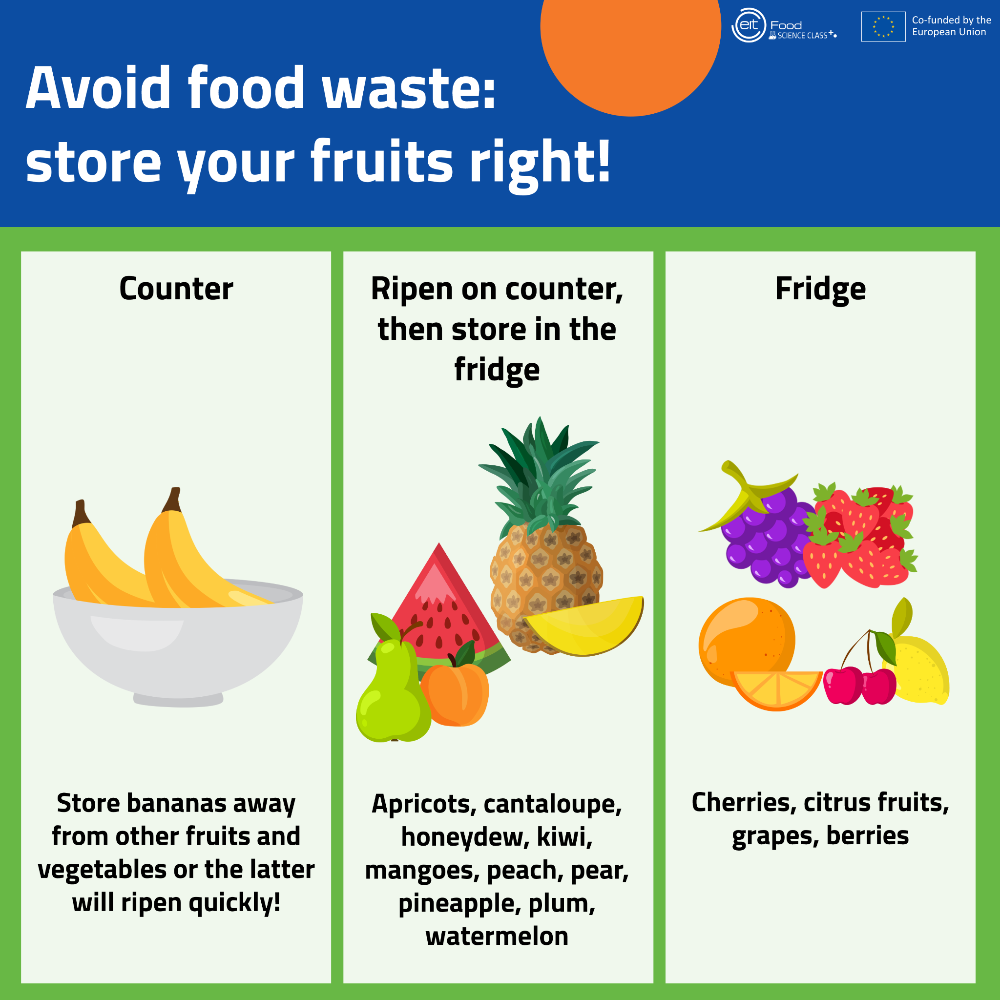 eit Food
SCIENCE CLASS
Co-funded by the
European Union
Avoid food waste:
store your fruits right!
Counter
Store bananas away
from other fruits and
vegetables or the latter
will ripen quickly!
Ripen on counter,
then store in the
fridge
Apricots, cantaloupe,
honeydew, kiwi,
mangoes, peach, pear,
pineapple, plum,
watermelon
Fridge
Cherries, citrus fruits,
grapes, berries